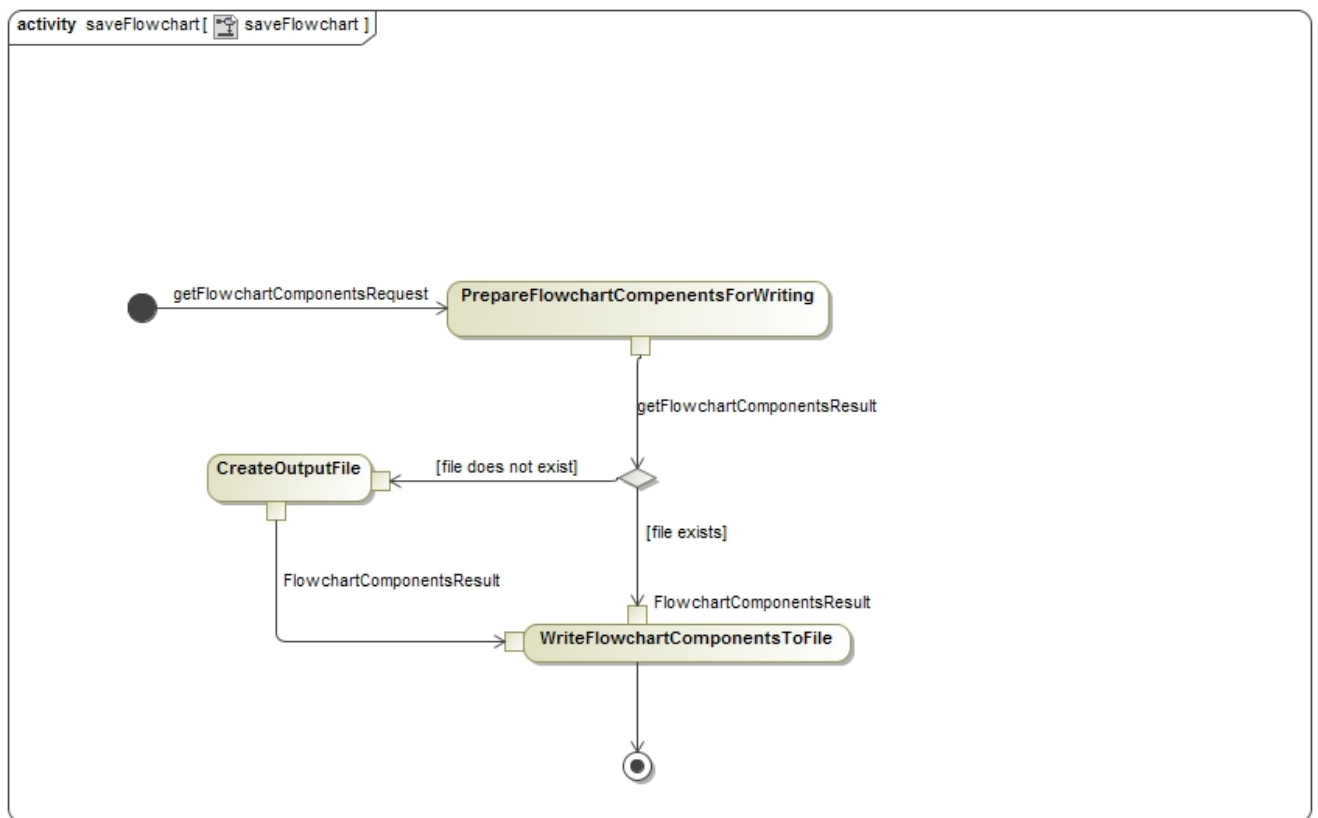 activity saveFlowchart [ saveFlowchart ]
getFlowchartComponentsRequest
PrepareFlowchartCompenentsForWriting
getFlowchartComponentsResult
CreateOutputFile
[file does not exist]
[file exists]
FlowchartComponentsResult
FlowchartComponentsResult
WriteFlowchartComponentsToFile